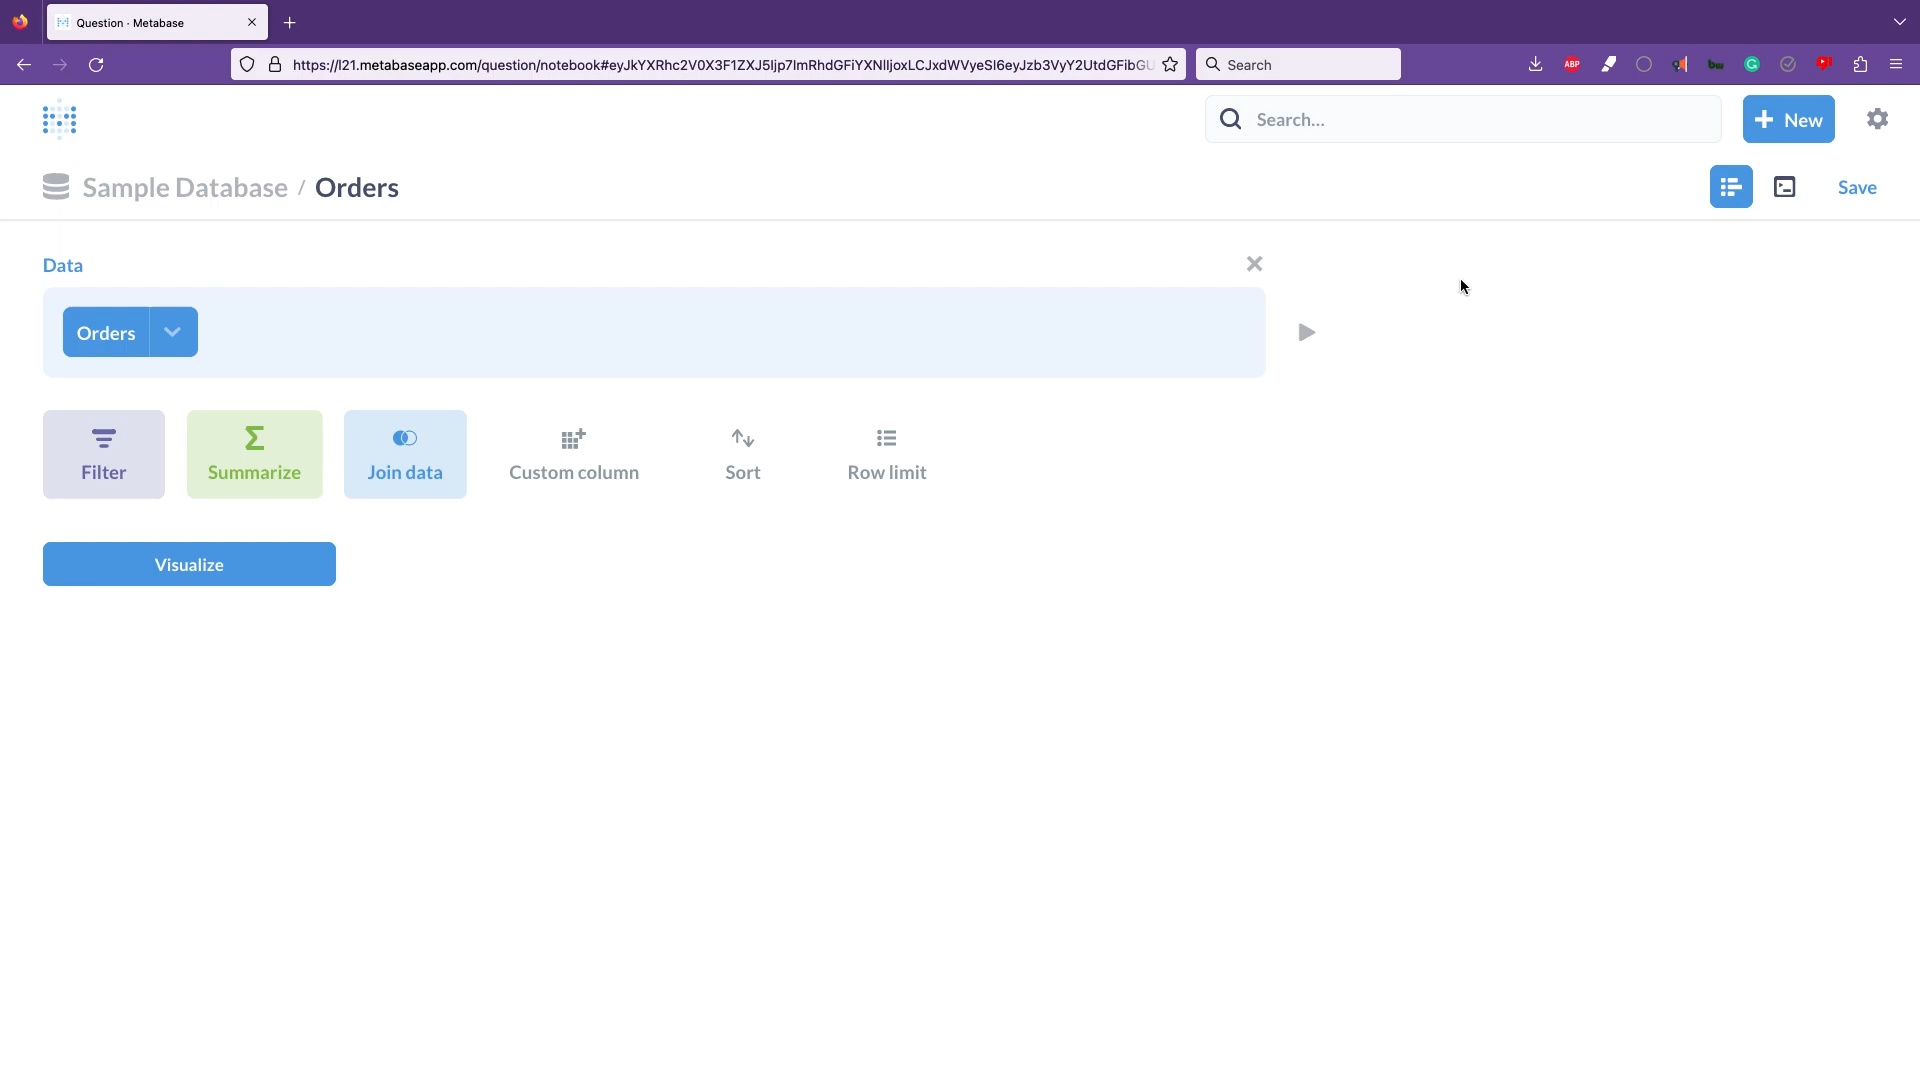 Question · Metabase
https://l21.metabaseapp.com/question/notebook#eyJkYXRhc2V0X3F1ZXJ5Ijp7ImRhdGFiYXNlIjoxLCJxdWVyeSI6eyJzb3VyY2UtdGFibGU
Search
ABP
Search...
New
Sample Database / Orders
Save
Data
Orders
Filter
Summarize
Join data
Custom column
Sort
Row limit
Visualize